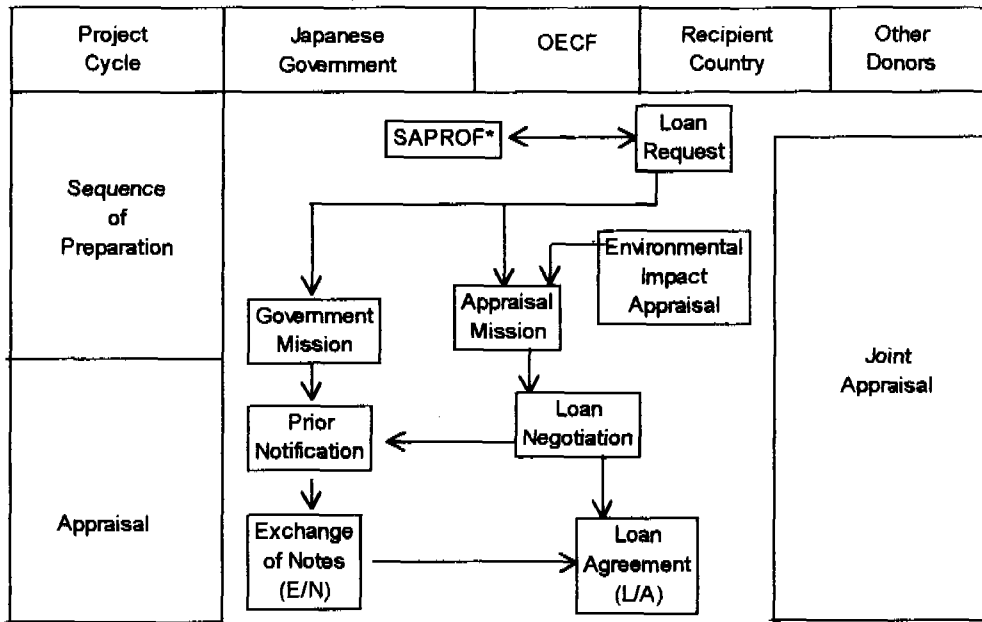 Project
Cycle
Japanese
Government
OECF
Recipient
Country
Other
Donors
Sequence
of
Preparation
SAPROF*
Loan
Request
Environmental
Impact
Appraisal
Government
Mission
Appraisal
Mission
Joint
Appraisal
Appraisal
Prior
Notification
Loan
Negotiation
Exchange
of Notes
(E/N)
Loan
Agreement
(L/A)